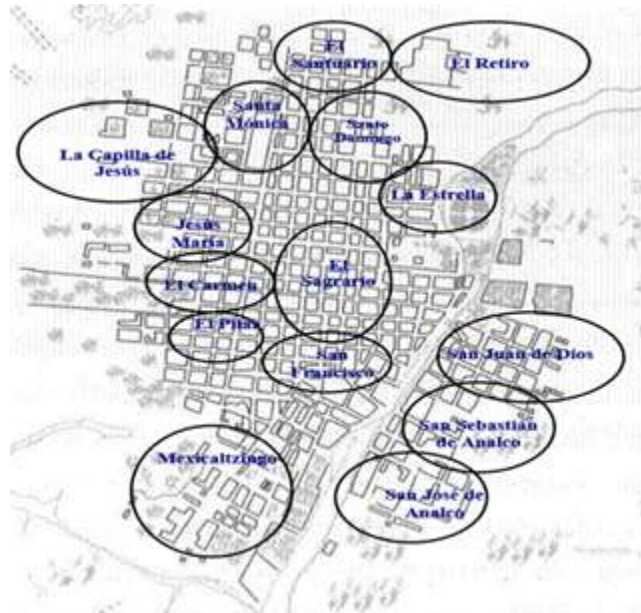 El
Santuario
El Retiro
Santa
Mónica
Santo
Domingo
La Capilla de
Jesús
La Estrella
Jesús
María
El
Sagrario
El Carmen
El Pilar
San
Francisco
San Juan de Dios
San Sebastián
de Analco
Mexicaltzingo
San José de
Analco